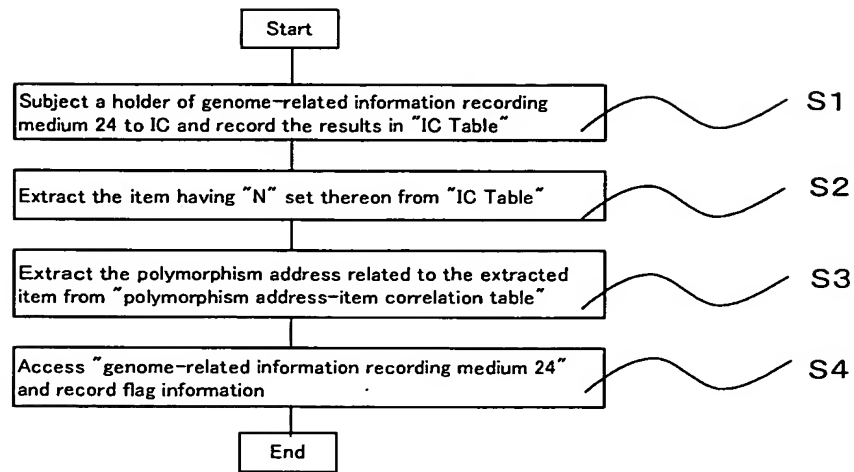 Start
Subject a holder of genome-related information recording
medium 24 to IC and record the results in "IC Table"
S1
Extract the item having "N" set thereon from "IC Table"
S2
Extract the polymorphism address related to the extracted
item from "polymorphism address-item correlation table"
S3
Access "genome-related information recording medium 24"
and record flag information
S4
End